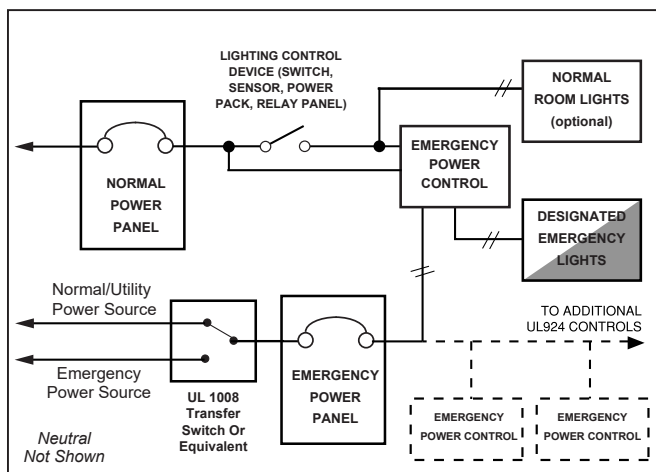 LIGHTING CONTROL
DEVICE (SWITCH,
SENSOR, POWER
PACK, RELAY PANEL)
NORMAL
ROOM LIGHTS
(optional)
EMERGENCY
POWER
CONTROL
NORMAL
POWER
PANEL
DESIGNATED
EMERGENCY
LIGHTS
Normal/Utility
Power Source
TO ADDITIONAL
UL924 CONTROLS
Emergency
Power Source
EMERGENCY
POWER
PANEL
UL 1008
Transfer
Switch Or
Equivalent
EMERGENCY
POWER CONTROL
EMERGENCY
POWER CONTROL
Neutral
Not Shown